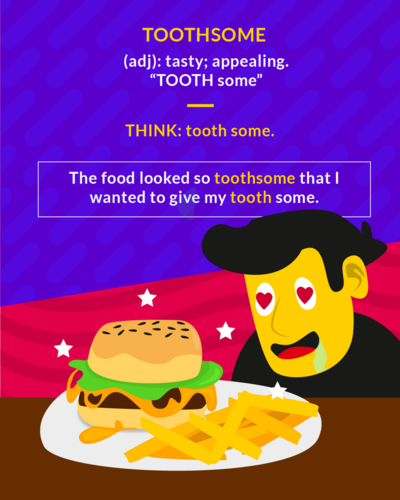 TOOTHSOME
(adj): tasty; appealing.
“TOOTH some”
THINK: tooth some.
The food looked so toothsome that I
wanted to give my tooth some.